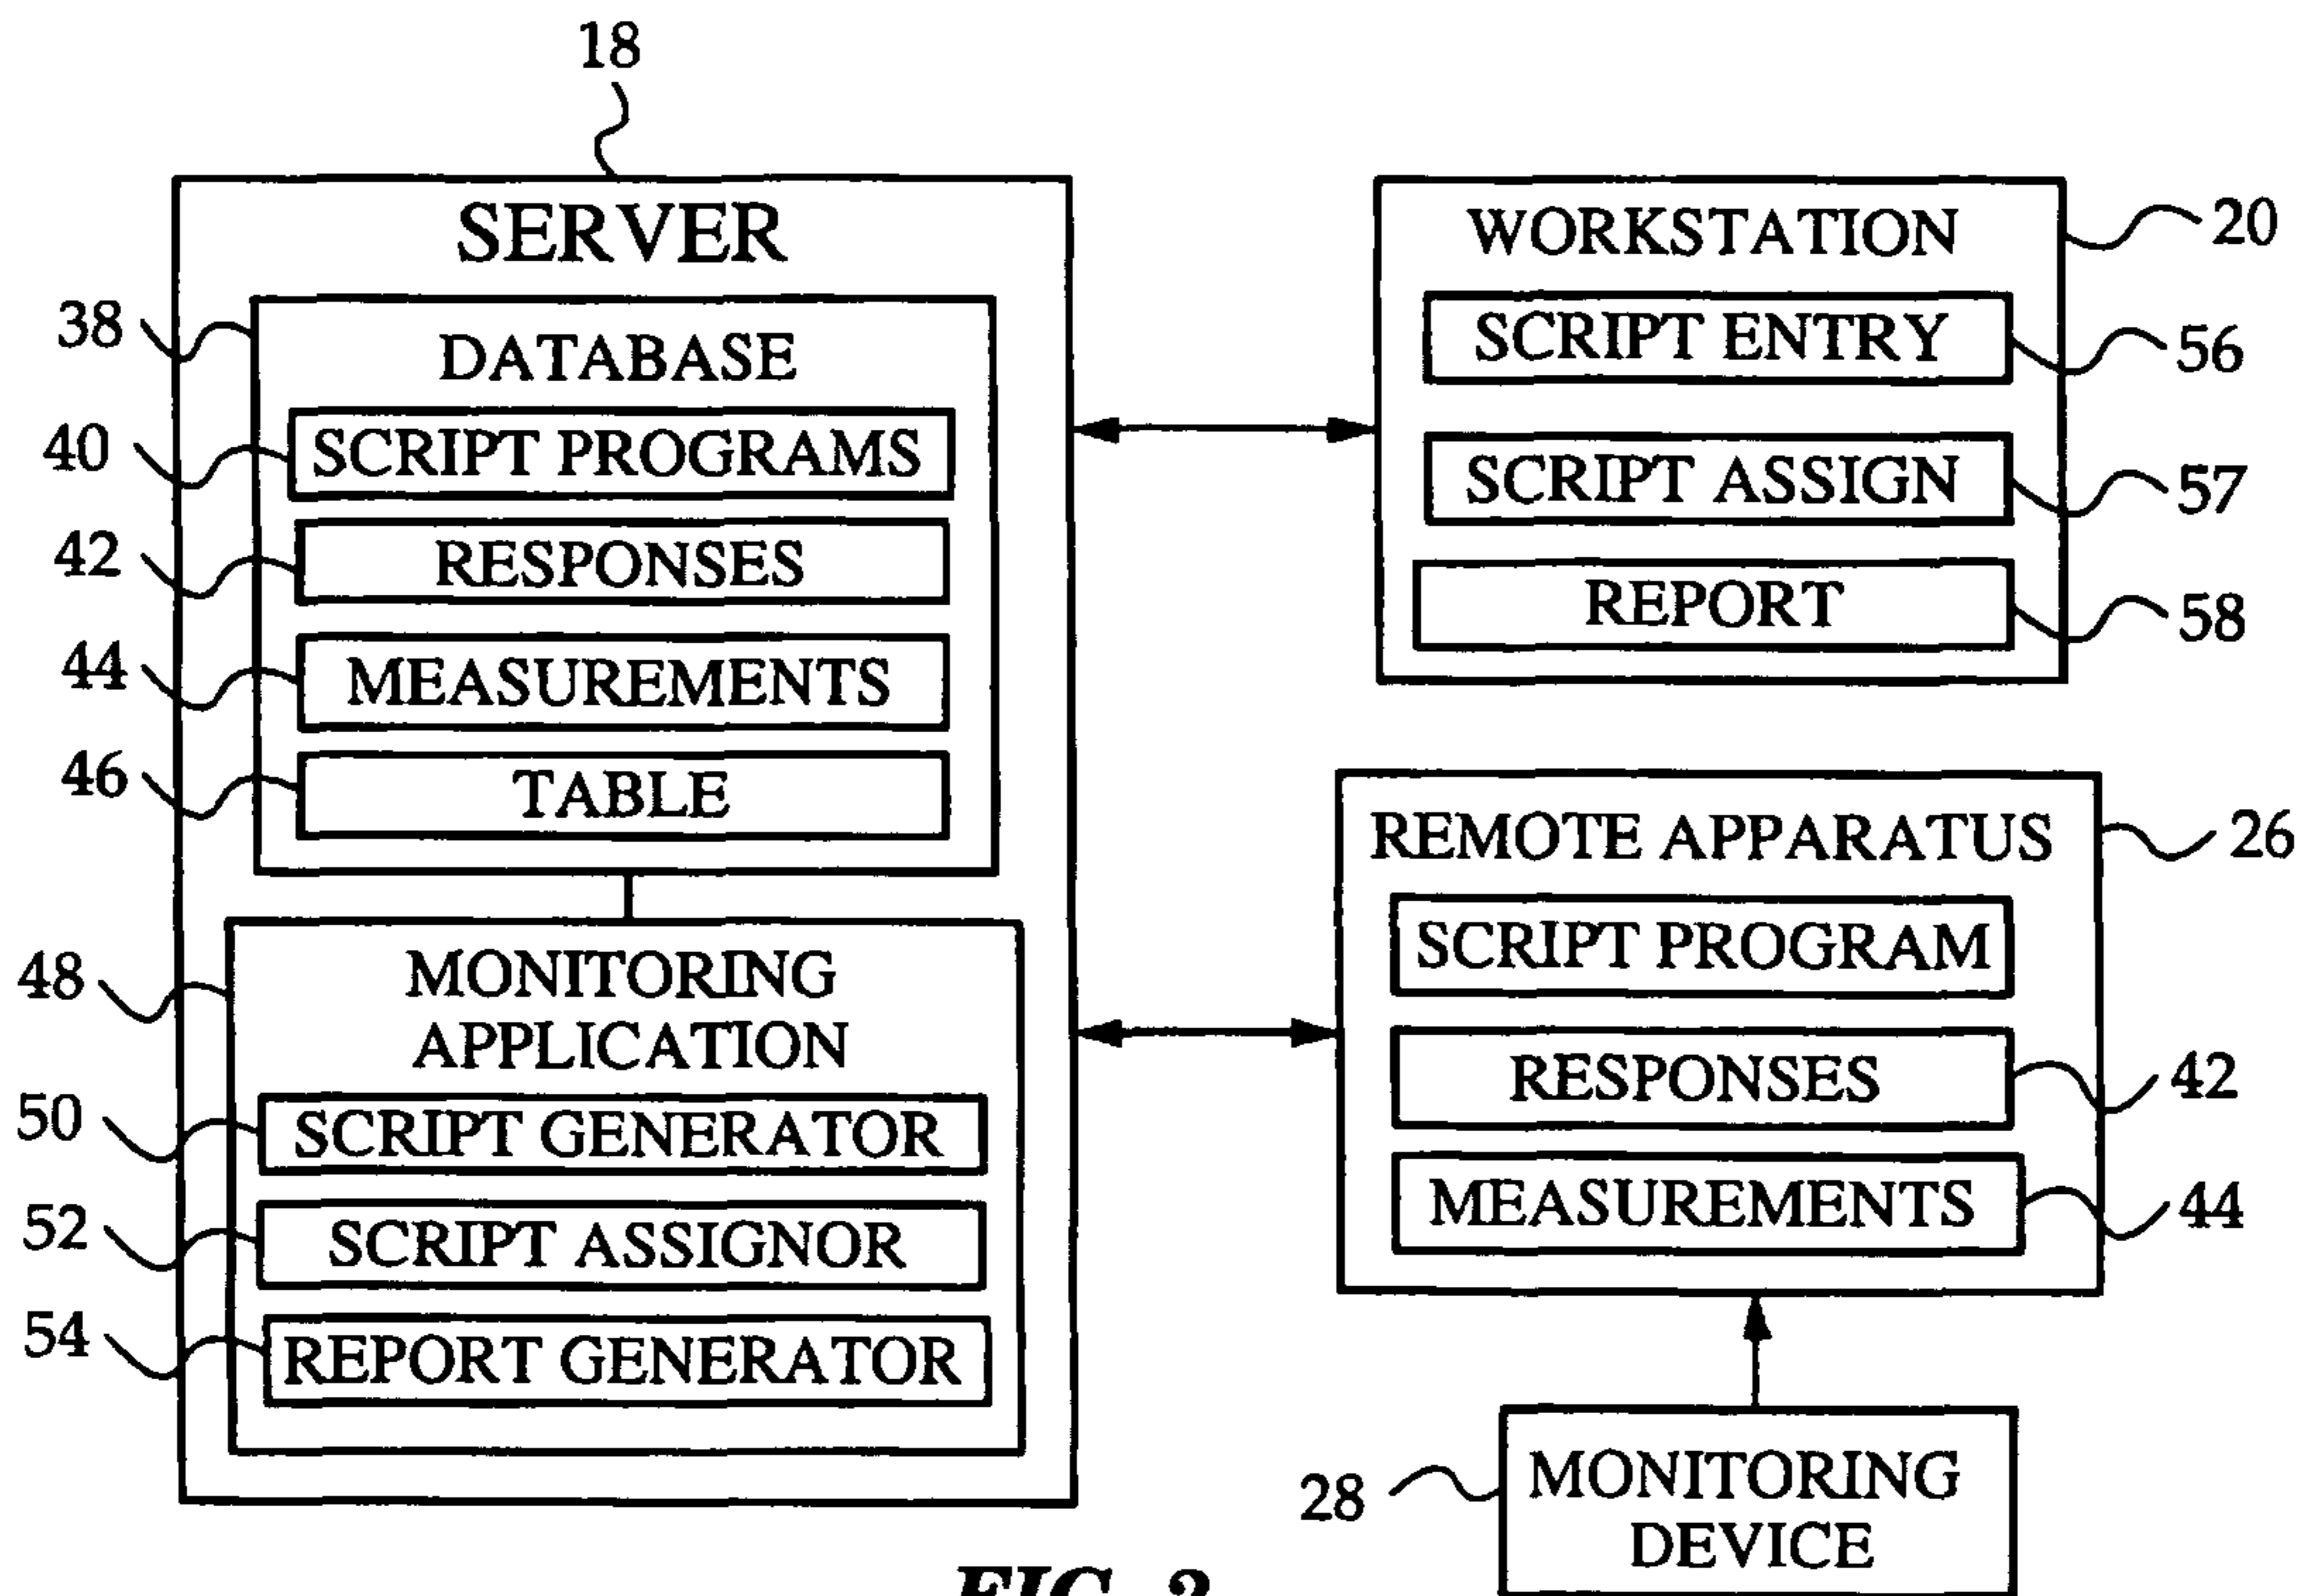 18
SERVER
38
DATABASE
40
SCRIPT PROGRAMS
42
RESPONSES
44
MEASUREMENTS
46
TABLE
48
MONITORING
APPLICATION
50
SCRIPT GENERATOR
52
SCRIPT ASSIGNOR
54
REPORT GENERATOR
WORKSTATION
20
SCRIPT ENTRY
56
SCRIPT ASSIGN
57
REPORT
58
REMOTE APPARATUS
26
SCRIPT PROGRAM
RESPONSES
42
MEASUREMENTS
44
28
MONITORING
DEVICE
FIG. 2